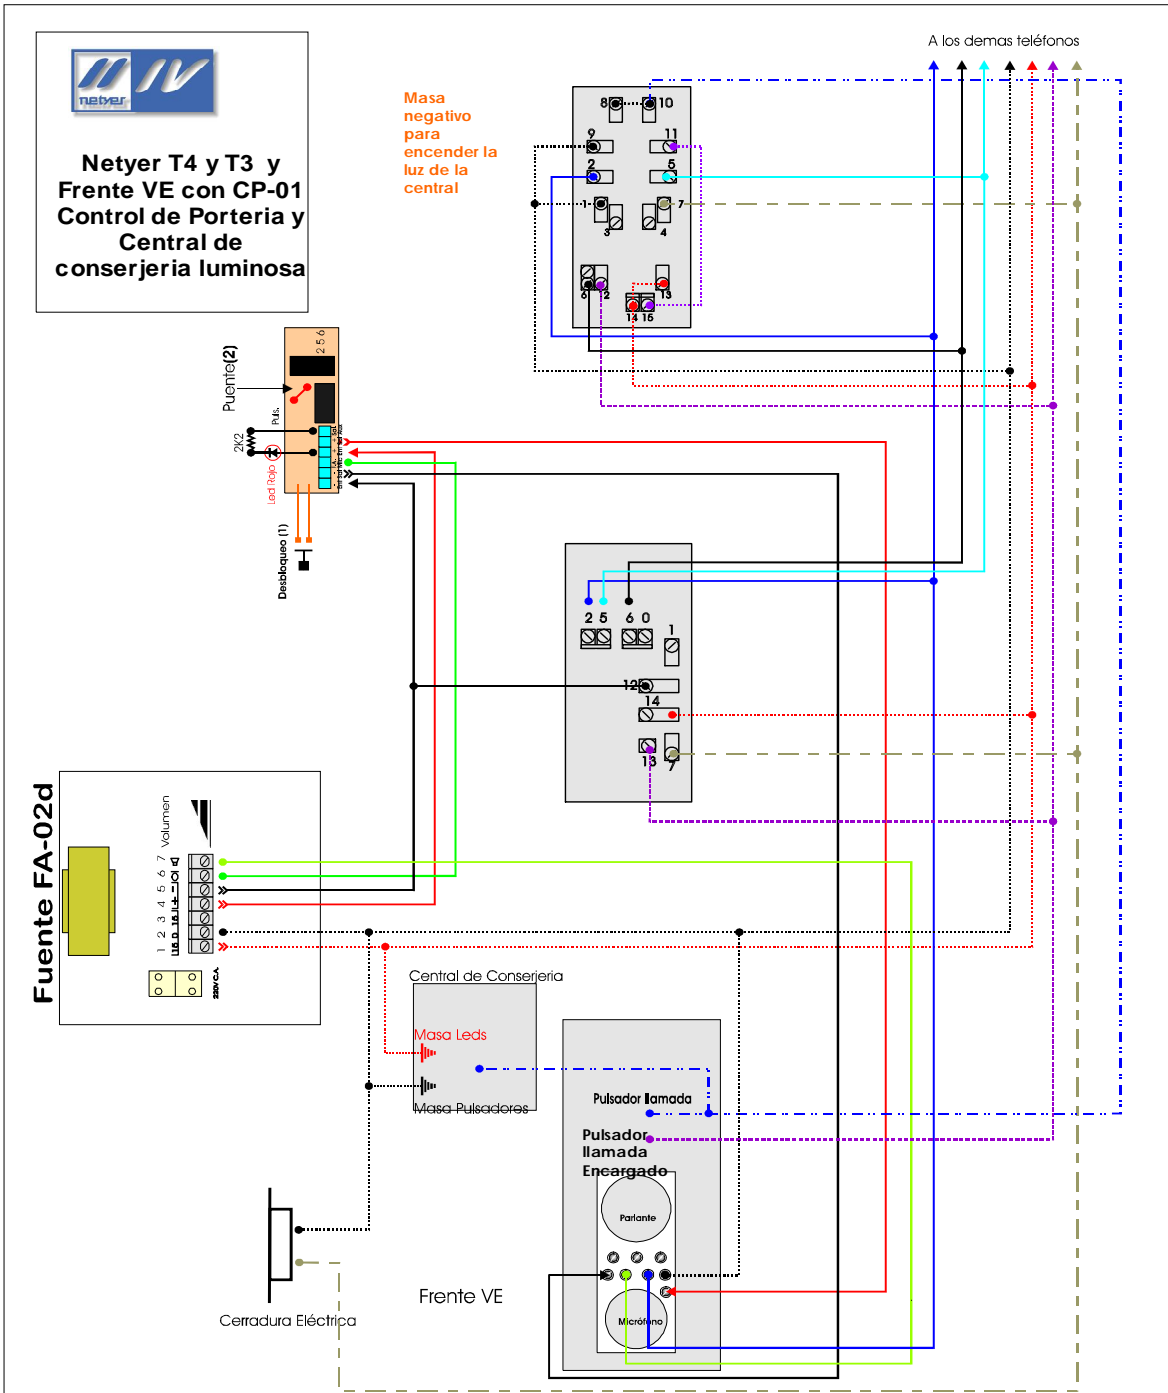 A los demas teléfonos
netyer
Netyer T4 y T3 y
Frente VE con CP-01
Control de Porteria y
Central de
conserjeria luminosa
Masa
negativo
para
encender la
luz de la
central
8
10
9
11
2
5
1
7
3
4
6
12
13
14
15
Puente(2)
2 5 6
Puls.
2K2
Led Rojo
Desbloqueo (1)
2 5 6 0
1
12
14
13
7
Fuente FA-02d
Volumen
1 2 3 4 5 6 7
220V C.A.
Central de Conserjeria
Masa Leds
Masa Pulsadores
Pulsador llamada
Pulsador
llamada
Encargado
Parlante
Micrófono
Frente VE
Cerradura Eléctrica